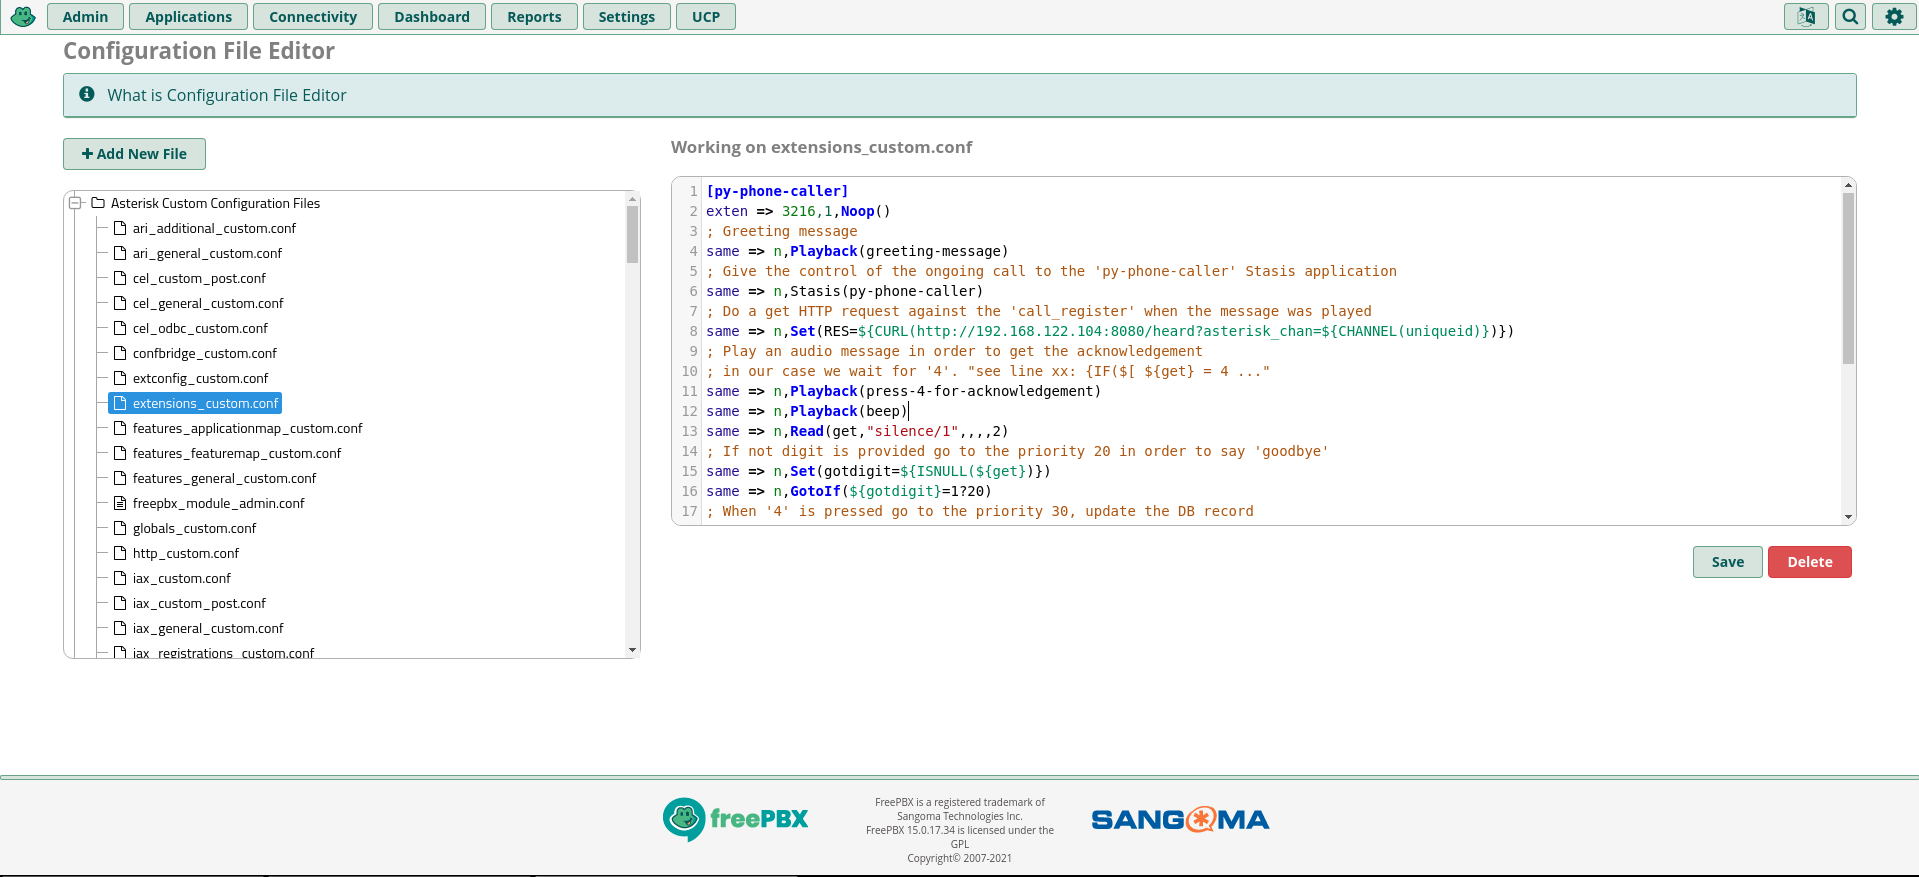 Admin Applications Connectivity Dashboard Reports Settings UCP
Configuration File Editor
What is Configuration File Editor
Add New File
Asterisk Custom Configuration Files
ari_additional_custom.conf
ari_general_custom.conf
cel_custom_post.conf
cel_general_custom.conf
cel_odbc_custom.conf
confbridge_custom.conf
extconfig_custom.conf
extensions_custom.conf
features_applicationmap_custom.conf
features_featuremap_custom.conf
features_general_custom.conf
freepbx_module_admin.conf
globals_custom.conf
http_custom.conf
iax_custom.conf
iax_custom_post.conf
iax_general_custom.conf
iax_registrations_custom.conf
Working on extensions_custom.conf
1 [py-phone-caller]
2 exten => 3216,1,Noop()
3 ; Greeting message
4 same => n,Playback(greeting-message)
5 ; Give the control of the ongoing call to the 'py-phone-caller' Stasis application
6 same => n,Stasis(py-phone-caller)
7 ; Do a get HTTP request against the 'call_register' when the message was played
8 same => n,Set(RES=${CURL(http://192.168.122.104:8080/heard?asterisk_chan=${CHANNEL(uniqueid)})})
9 ; Play an audio message in order to get the acknowledgement
10 ; in our case we wait for '4'. "see line xx: {IF($[ ${get} = 4 ..."
11 same => n,Playback(press-4-for-acknowledgement)
12 same => n,Playback(beep)
13 same => n,Read(get,"silence/1",,,,2)
14 ; If not digit is provided go to the priority 20 in order to say 'goodbye'
15 same => n,Set(gotdigit=${ISNULL(${get})})
16 same => n,GotoIf(${gotdigit}=1?20)
17 ; When '4' is pressed go to the priority 30, update the DB record
Save Delete
freePBX
FreePBX is a registered trademark of
Sangoma Technologies Inc.
FreePBX 15.0.17.34 is licensed under the
GPL
Copyright© 2007-2021
SANGOMA